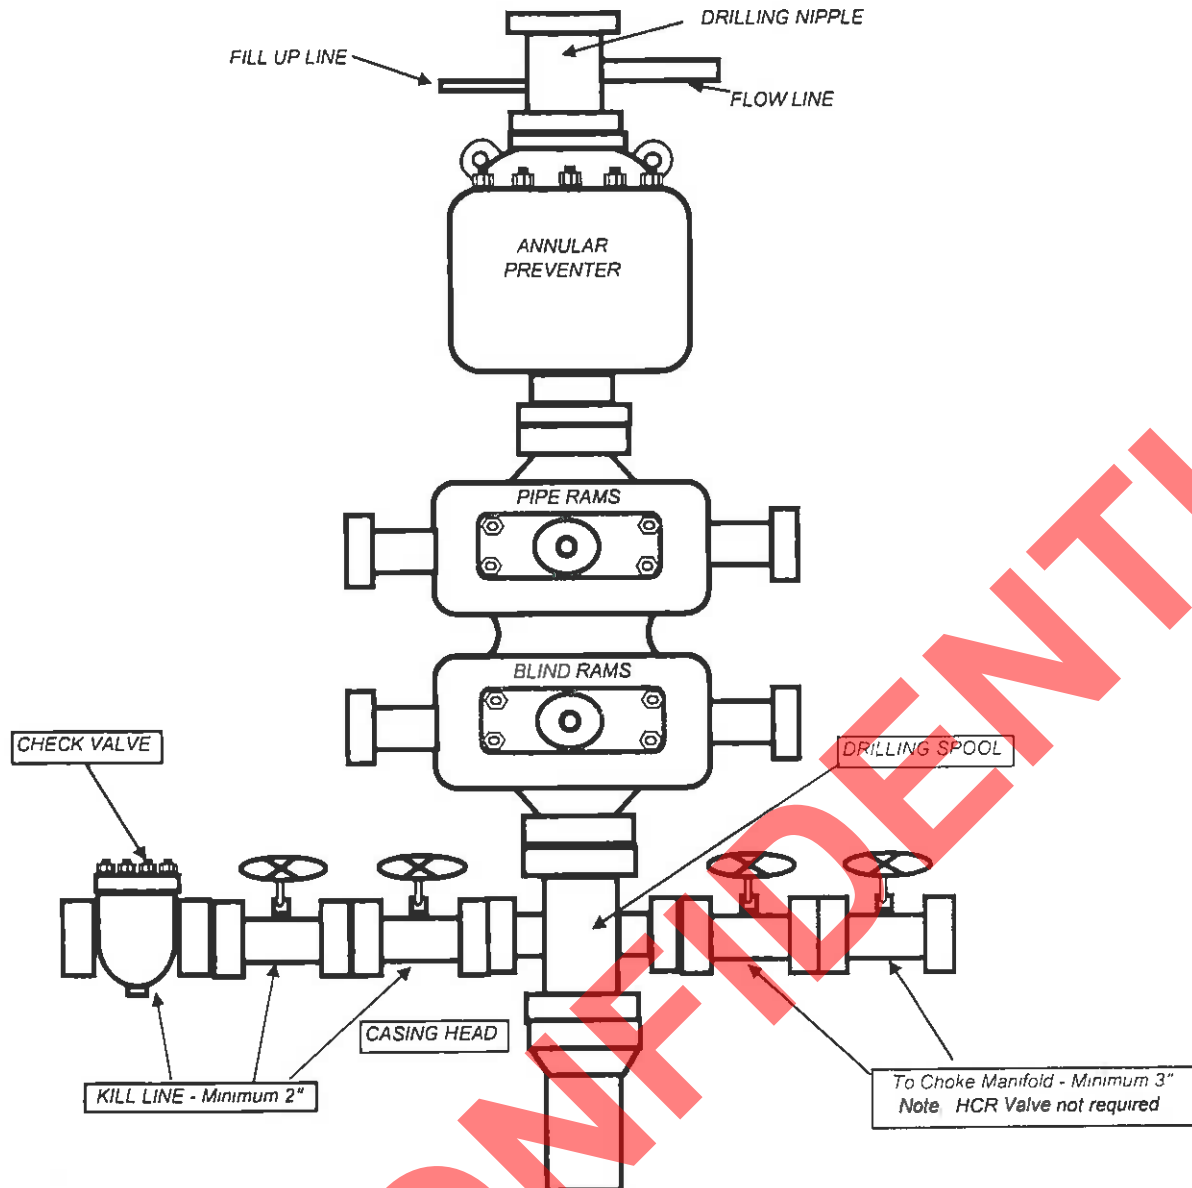 DRILLING NIPPLE
FILL UP LINE
FLOW LINE
ANNULAR
PREVENTER
PIPE RAMS
BLIND RAMS
CHECK VALVE
DRILLING SPOOL
CASING HEAD
KILL LINE - Minimum 2"
To Choke Manifold - Minimum 3"
Note HCR Valve not required